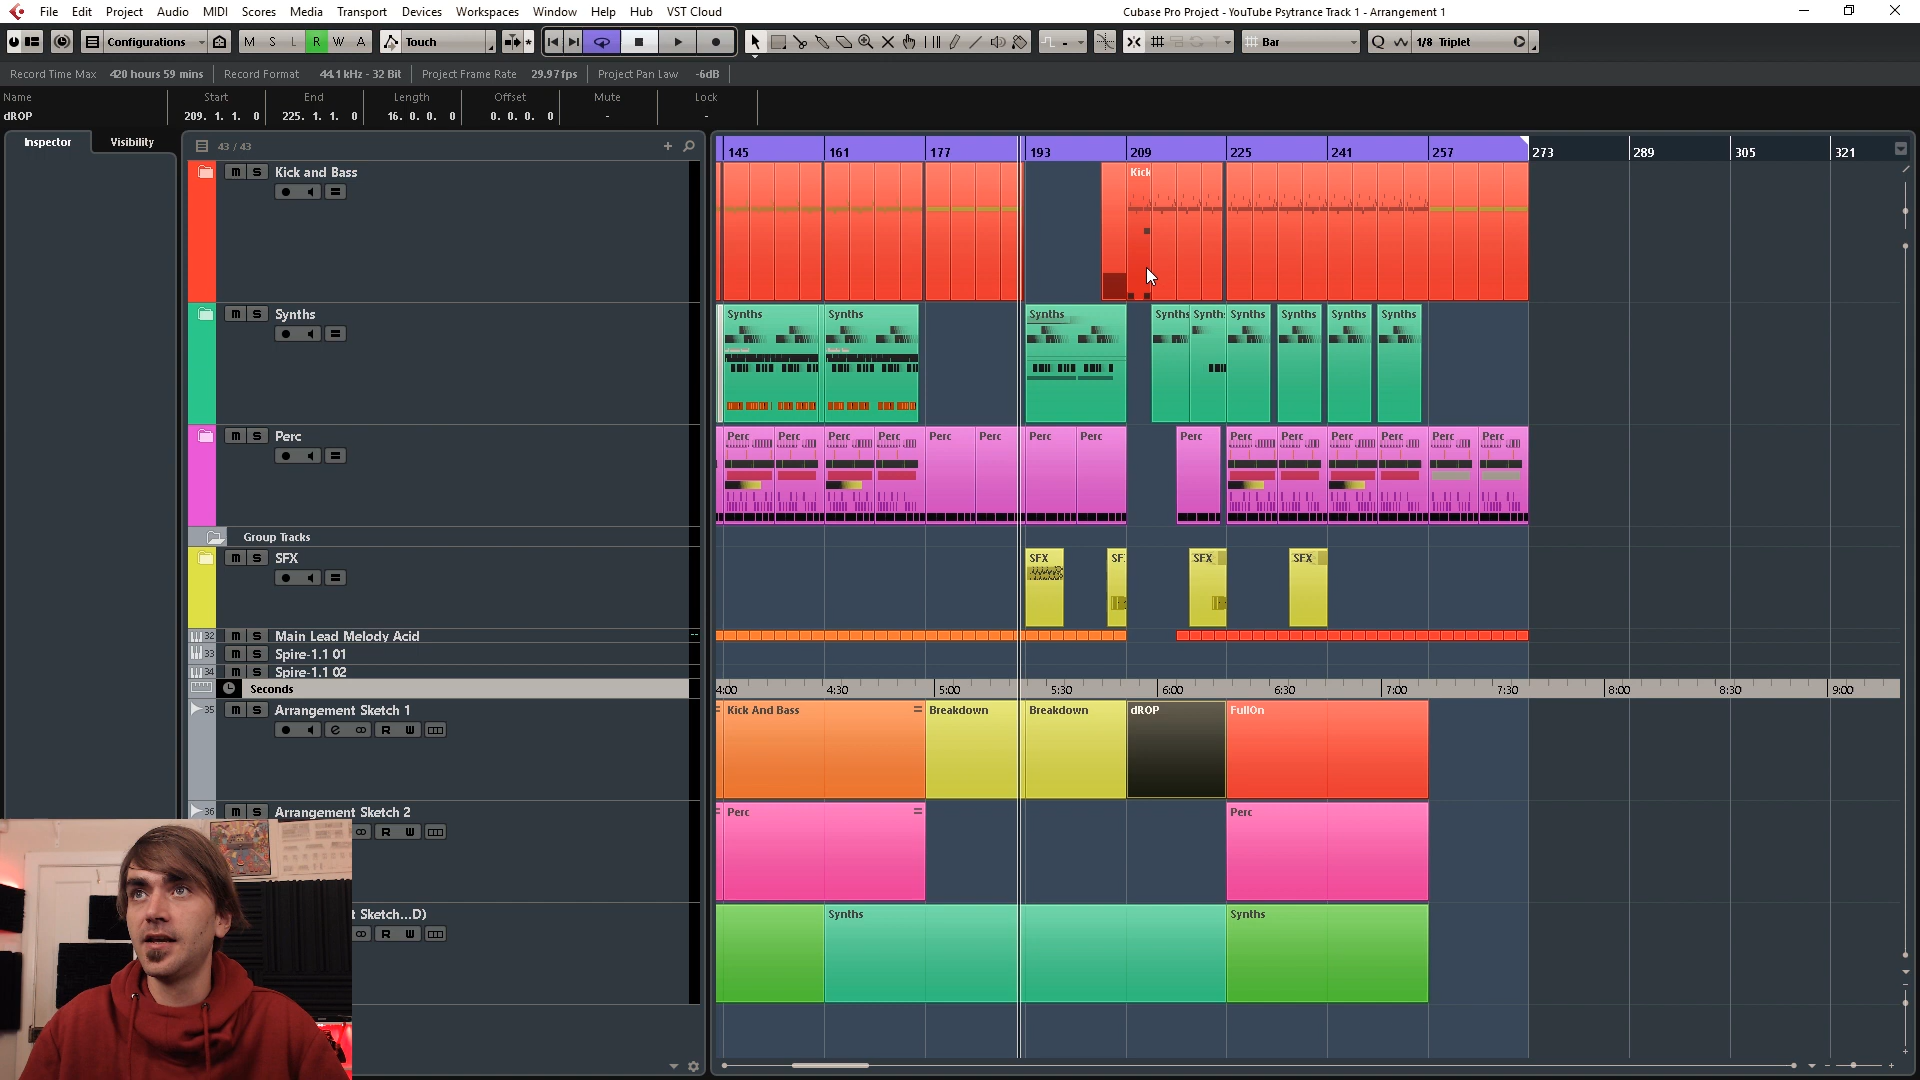 File Edit Project Audio MIDI Scores Media Transport Devices Workspaces Window Help Hub VST Cloud
Cubase Pro Project - YouTube Psytrance Track 1 - Arrangement 1
Configurations M S L R W A Touch Bar Q 1/8 Triplet
Record Time Max 420 hours 59 mins Record Format 44.1 kHz - 32 Bit Project Frame Rate 29.97 fps Project Pan Law -6dB
Name Start End Length Offset Mute Lock
dROP 209. 1. 1. 0 225. 1. 1. 0 16. 0. 0. 0 0. 0. 0. 0 - -
Inspector Visibility 43 / 43
145 161 177 193 209 225 241 257 273 289 305 321
m S Kick and Bass Kick
m S Synths Synths Synths Synths Synths Synths Synths Synths Synths Synths
m S Perc Perc Perc Perc Perc Perc Perc Perc Perc Perc Perc Perc Perc Perc Perc Perc
Group Tracks
m S SFX SFX SF SFX SFX
32 m S Main Lead Melody Acid
33 m S Spire-1.1 01
34 m S Spire-1.1 02
Seconds 4:00 4:30 5:00 5:30 6:00 6:30 7:00 7:30 8:00 8:30 9:00
35 m S Arrangement Sketch 1 Kick And Bass Breakdown Breakdown dROP FullOn
e R W
36 m S Arrangement Sketch 2 Perc Perc
R W
t Sketch...D) Synths Synths
R W